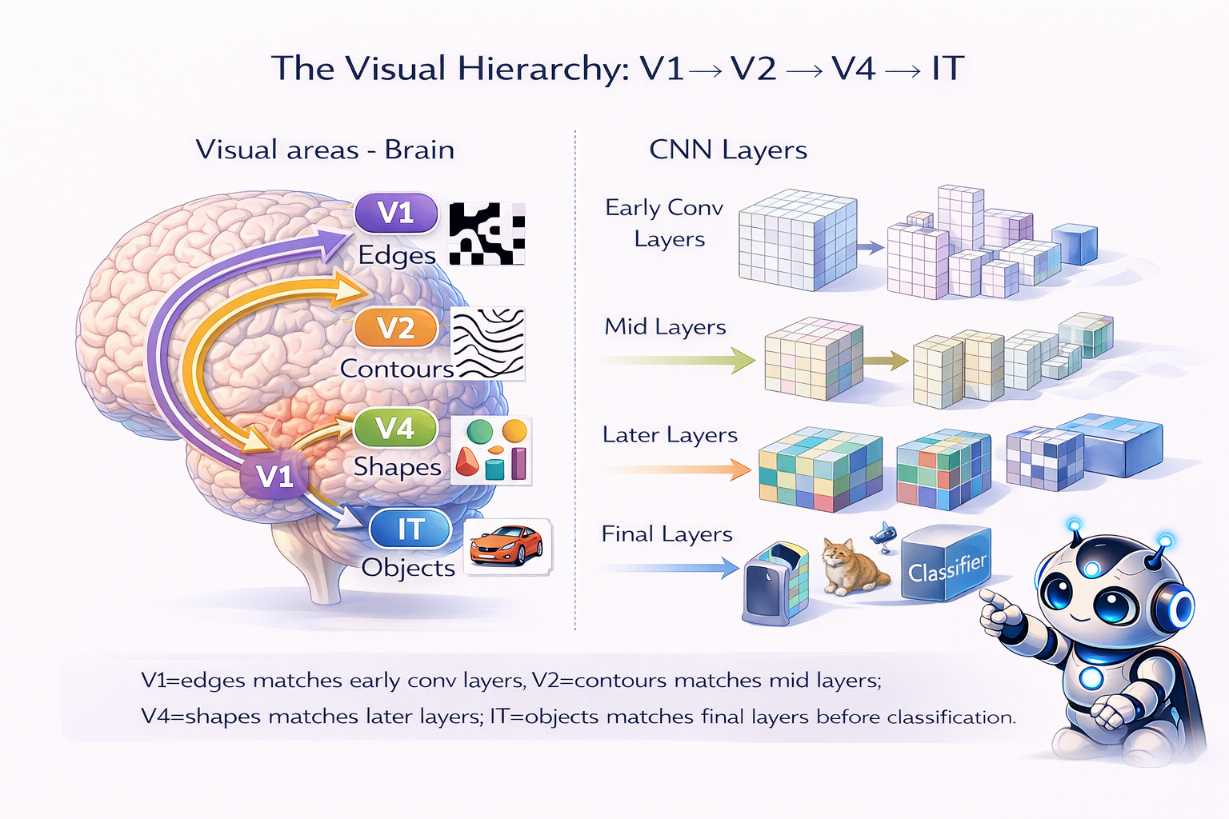 The Visual Hierarchy: V1→ V2 → V4 → IT
Visual areas - Brain
V1
Edges
V2
Contours
V4
Shapes
V1
IT
Objects
CNN Layers
Early Conv
Layers
Mid Layers
Later Layers
Final Layers
Classifier
V1=edges matches early conv layers, V2=contours matches mid layers;
V4=shapes matches later layers; IT=objects matches final layers before classification.